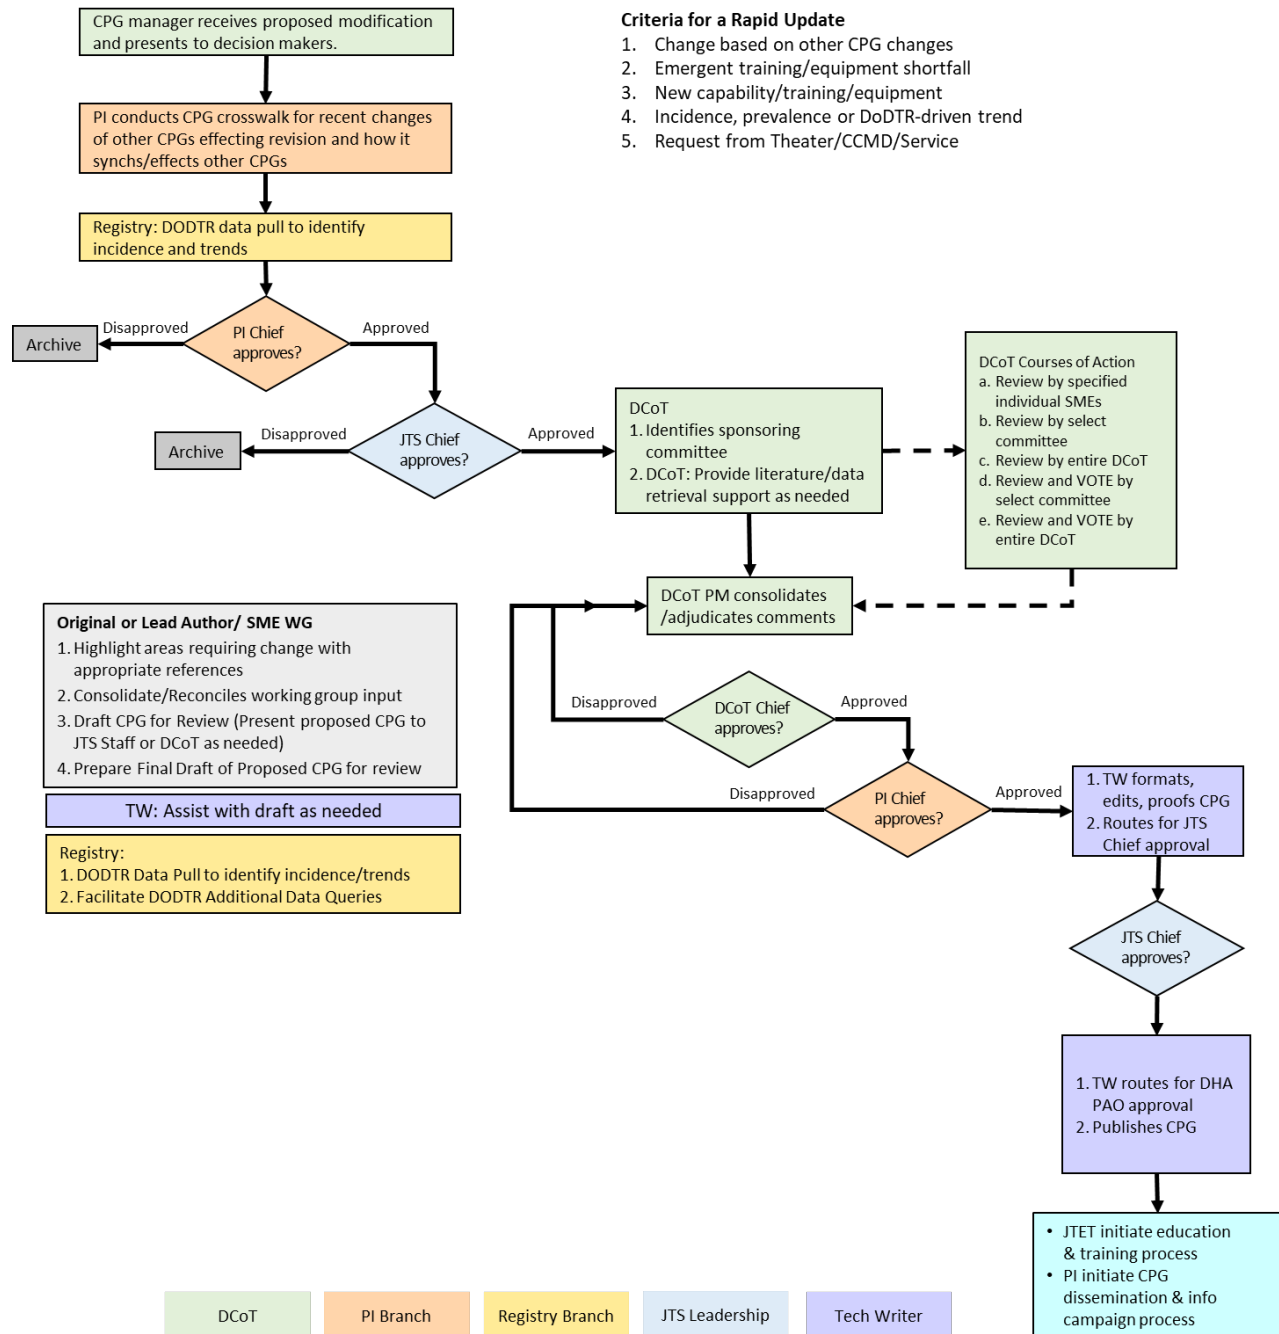 CPG manager receives proposed modification
and presents to decision makers.
Criteria for a Rapid Update
1. Change based on other CPG changes
2. Emergent training/equipment shortfall
3. New capability/training/equipment
4. Incidence, prevalence or DoDTR-driven trend
5. Request from Theater/CCMD/Service
PI conducts CPG crosswalk for recent changes
of other CPGs effecting revision and how it
synchs/effects other CPGs
Registry: DODTR data pull to identify
incidence and trends
PI Chief
approves?
Disapproved
Approved
Archive
JTS Chief
approves?
Disapproved
Approved
Archive
DCoT
1. Identifies sponsoring
committee
2. DCoT: Provide literature/data
retrieval support as needed
DCoT Courses of Action
a. Review by specified
individual SMEs
b. Review by select
committee
c. Review by entire DCoT
d. Review and VOTE by
select committee
e. Review and VOTE by
entire DCoT
DCoT PM consolidates
/adjudicates comments
Original or Lead Author/ SME WG
1. Highlight areas requiring change with
appropriate references
2. Consolidate/Reconciles working group input
3. Draft CPG for Review (Present proposed CPG to
JTS Staff or DCoT as needed)
4. Prepare Final Draft of Proposed CPG for review
TW: Assist with draft as needed
Registry:
1. DODTR Data Pull to identify incidence/trends
2. Facilitate DODTR Additional Data Queries
Disapproved
DCoT Chief
approves?
Approved
Disapproved
PI Chief
approves?
Approved
1. TW formats,
edits, proofs CPG
2. Routes for JTS
Chief approval
JTS Chief
approves?
1. TW routes for DHA
PAO approval
2. Publishes CPG
• JTET initiate education
& training process
• PI initiate CPG
dissemination & info
campaign process
DCoT
PI Branch
Registry Branch
JTS Leadership
Tech Writer